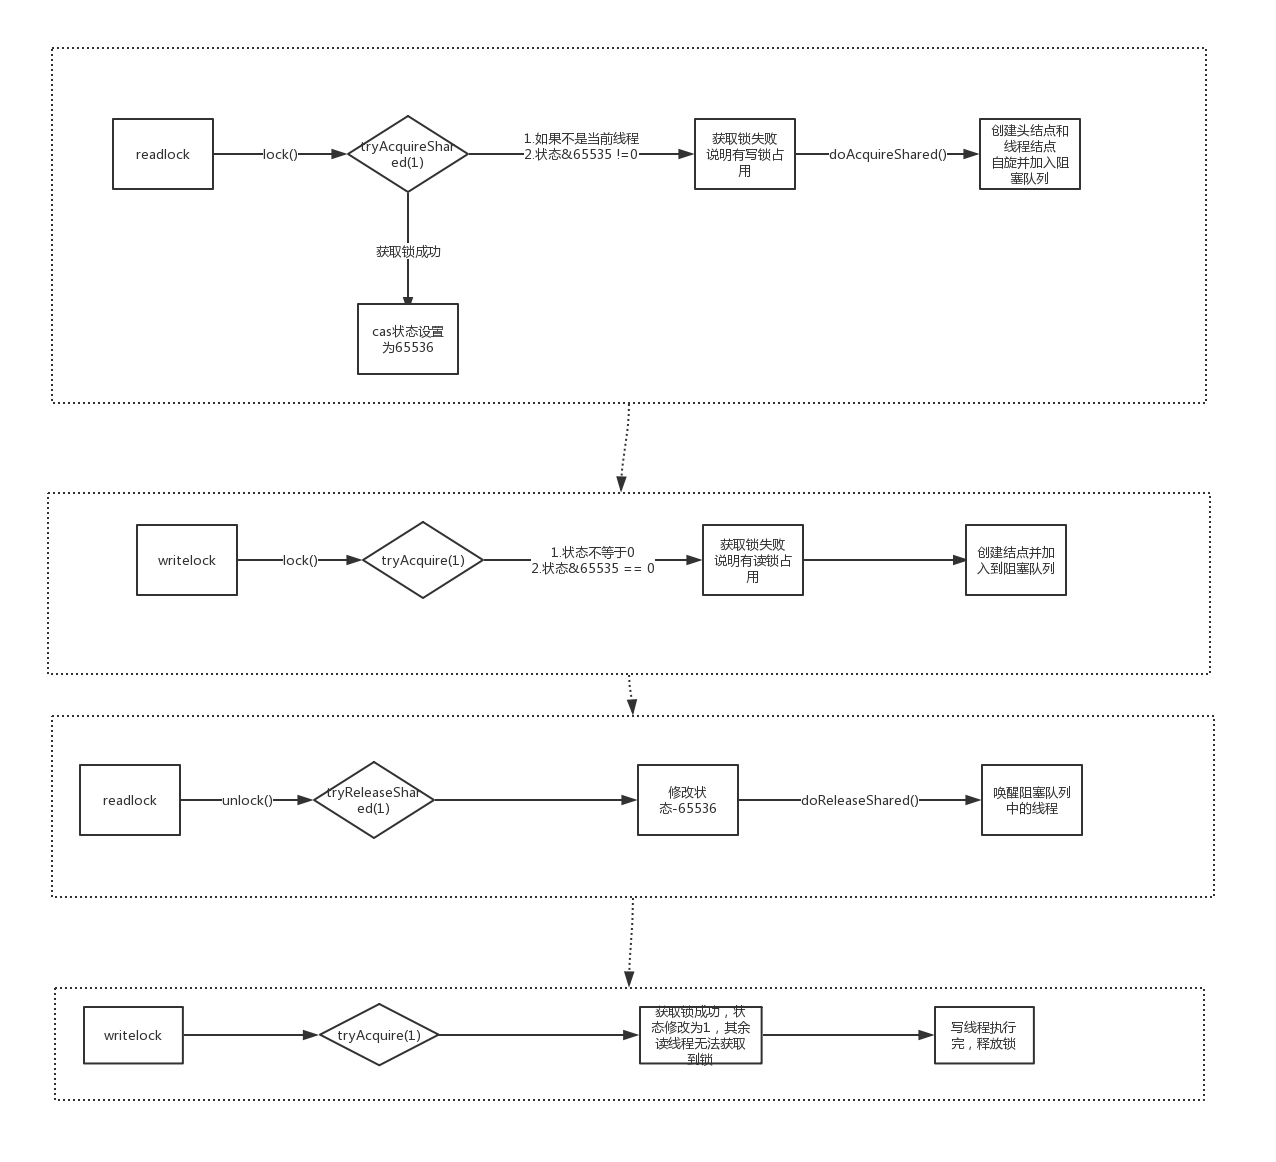 readlock
lock()
tryAcquireShar
ed(1)
1.如果不是当前线程
2.状态&65535 !=0
获取锁失败
说明有写锁占
用
doAcquireShared()
创建头结点和
线程结点
自旋并加入阻
塞队列
获取锁成功
cas状态设置
为65536
writelock
lock()
tryAcquire(1)
1.状态不等于0
2.状态&65535 == 0
获取锁失败
说明有读锁占
用
创建结点并加
入到阻塞队列
readlock
unlock()
tryReleaseShar
ed(1)
修改状
态-65536
doReleaseShared()
唤醒阻塞队列
中的线程
writelock
tryAcquire(1)
获取锁成功，状
态修改为1，其余
读线程无法获取
到锁
写线程执行
完，释放锁